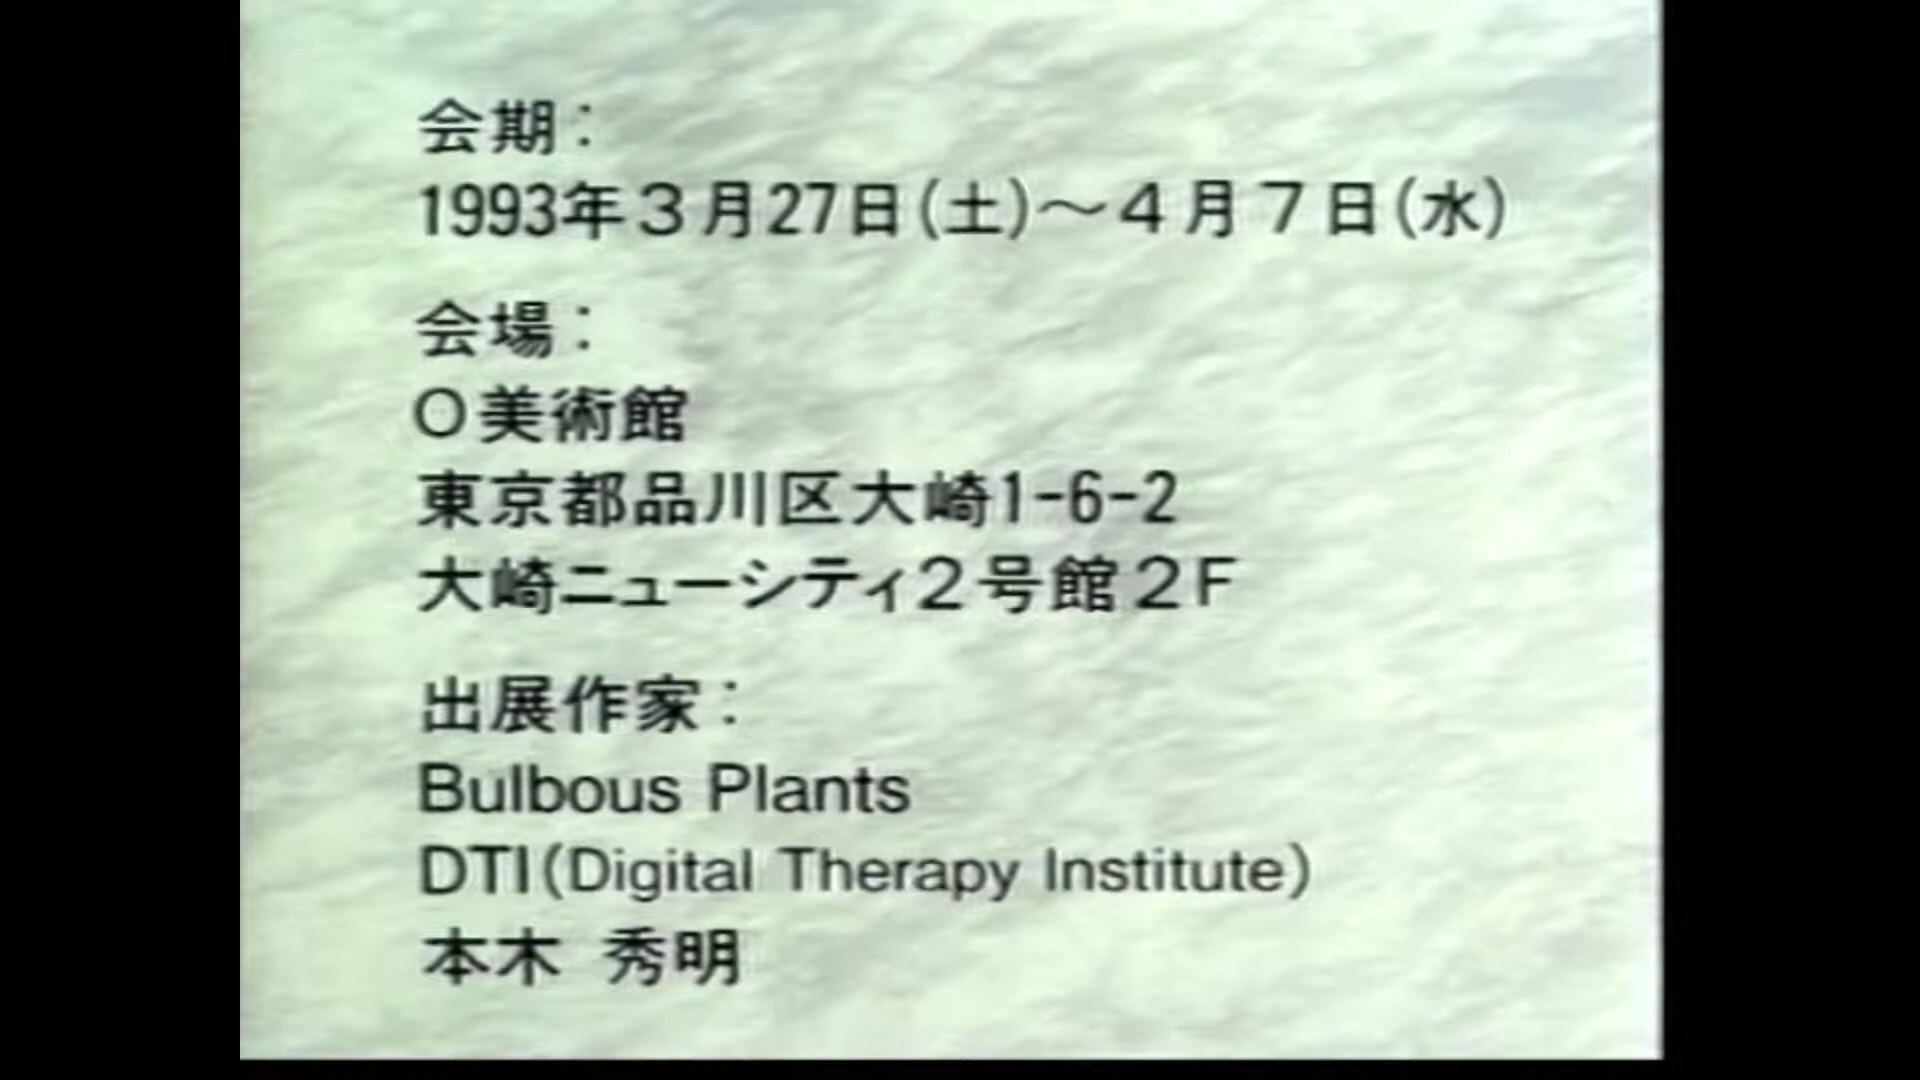 会期：
1993年３月27日(土)～４月７日(水)
会場：
Ｏ美術館
東京都品川区大崎1-6-2
大崎ニューシティ２号館２Ｆ
出展作家：
Bulbous Plants
DTI(Digital Therapy Institute)
本木 秀明